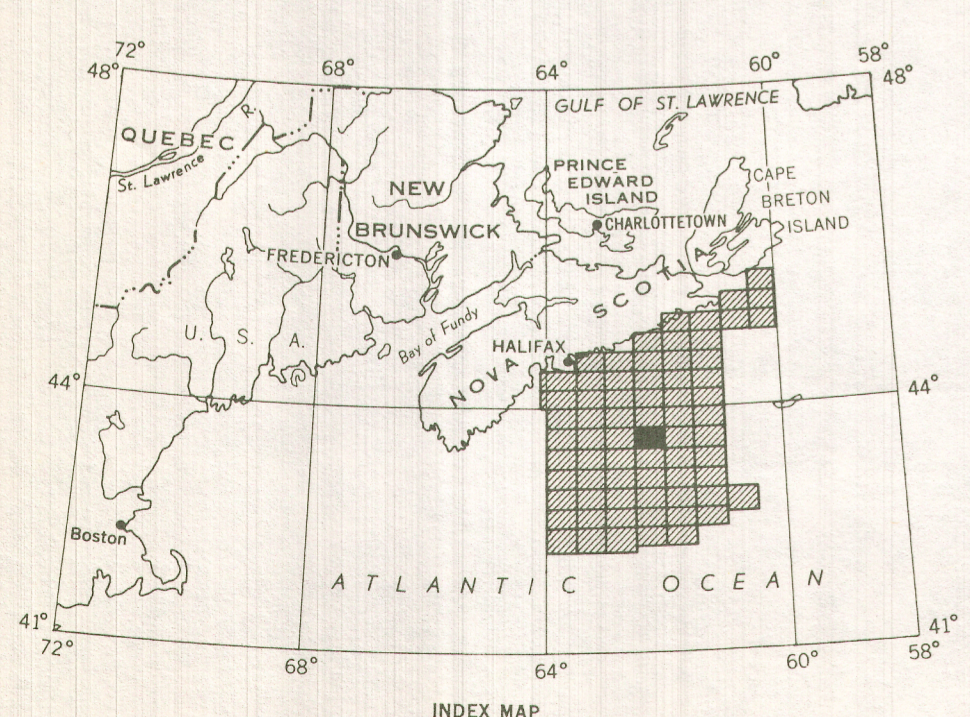 72° 68° 64° 60° 58°
48° 48°
GULF OF ST. LAWRENCE
R.
QUEBEC
St. Lawrence
PRINCE
EDWARD
ISLAND
CAPE
BRETON
ISLAND
NEW
BRUNSWICK
CHARLOTTETOWN
FREDERICTON
NOVA SCOTIA
Bay of Fundy
U. S. A.
HALIFAX
44° 44°
Boston
ATLANTIC OCEAN
41° 41°
72° 68° 64° 60° 58°
INDEX MAP